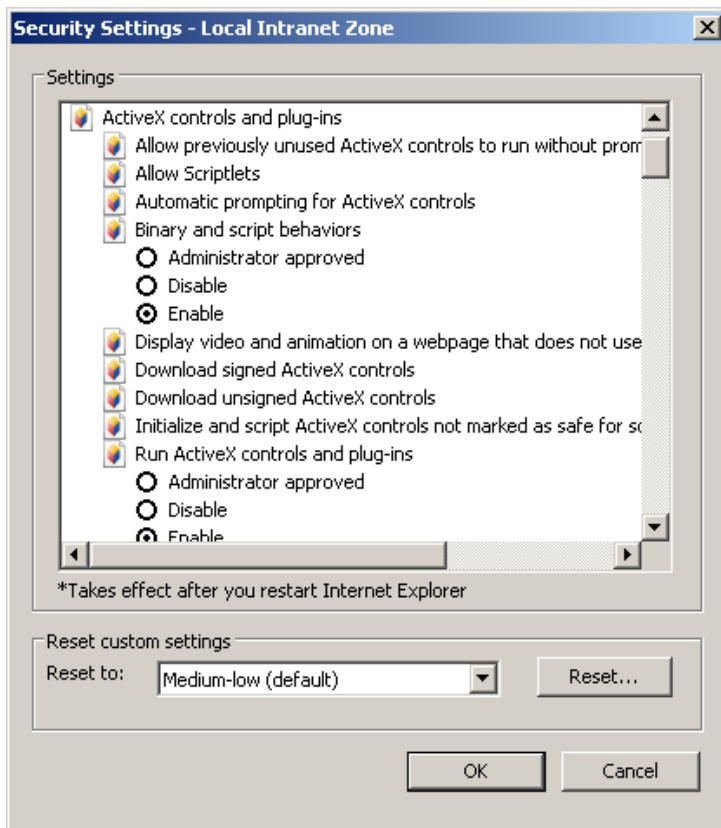 Security Settings - Local Intranet Zone
Settings
ActiveX controls and plug-ins
Allow previously unused ActiveX controls to run without
Allow Scriptlets
Automatic prompting for ActiveX controls
Binary and script behaviors
Administrator approved
Disable
Enable
Display video and animation on a webpage that does not use
Download signed ActiveX controls
Download unsigned ActiveX controls
Initialize and script ActiveX controls not marked as safe for
Run ActiveX controls and plug-ins
Administrator approved
Disable
Enable
*Takes effect after you restart Internet Explorer
Reset custom settings
Reset to:
Medium-low (default)
Reset...
OK
Cancel